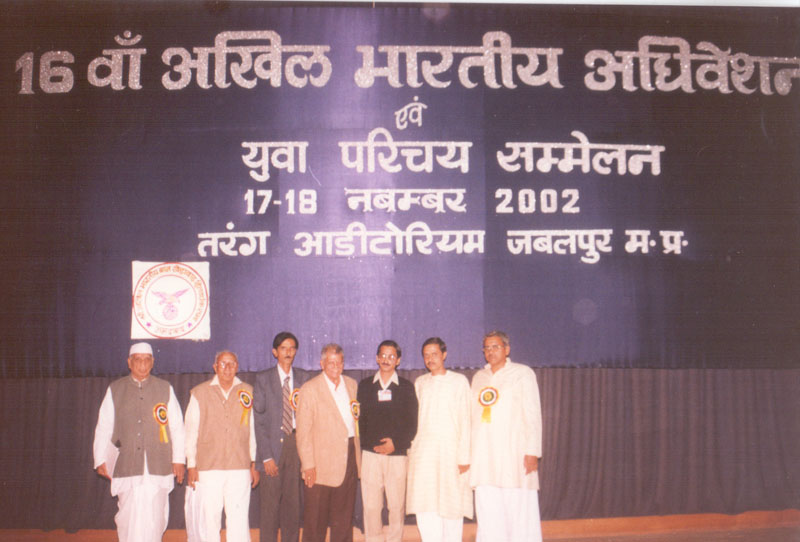 16 वाँ अखिल भारतीय अधिवेशन
एवं
युवा परिचय सम्मेलन
17-18 नबम्बर 2002
तरंग आडीटोरियम जबलपुर म.प्र.